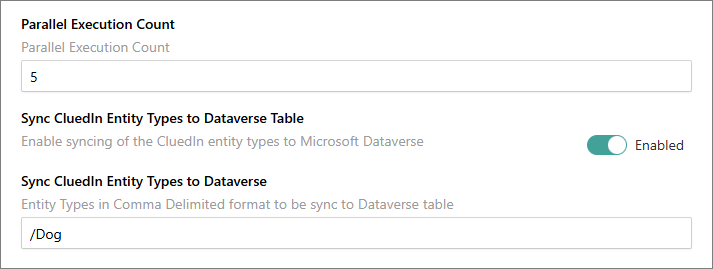 Parallel Execution Count
Parallel Execution Count
5
Sync CluedIn Entity Types to Dataverse Table
Enable syncing of the CluedIn entity types to Microsoft Dataverse
Enabled
Sync CluedIn Entity Types to Dataverse
Entity Types in Comma Delimited format to be sync to Dataverse table
/Dog